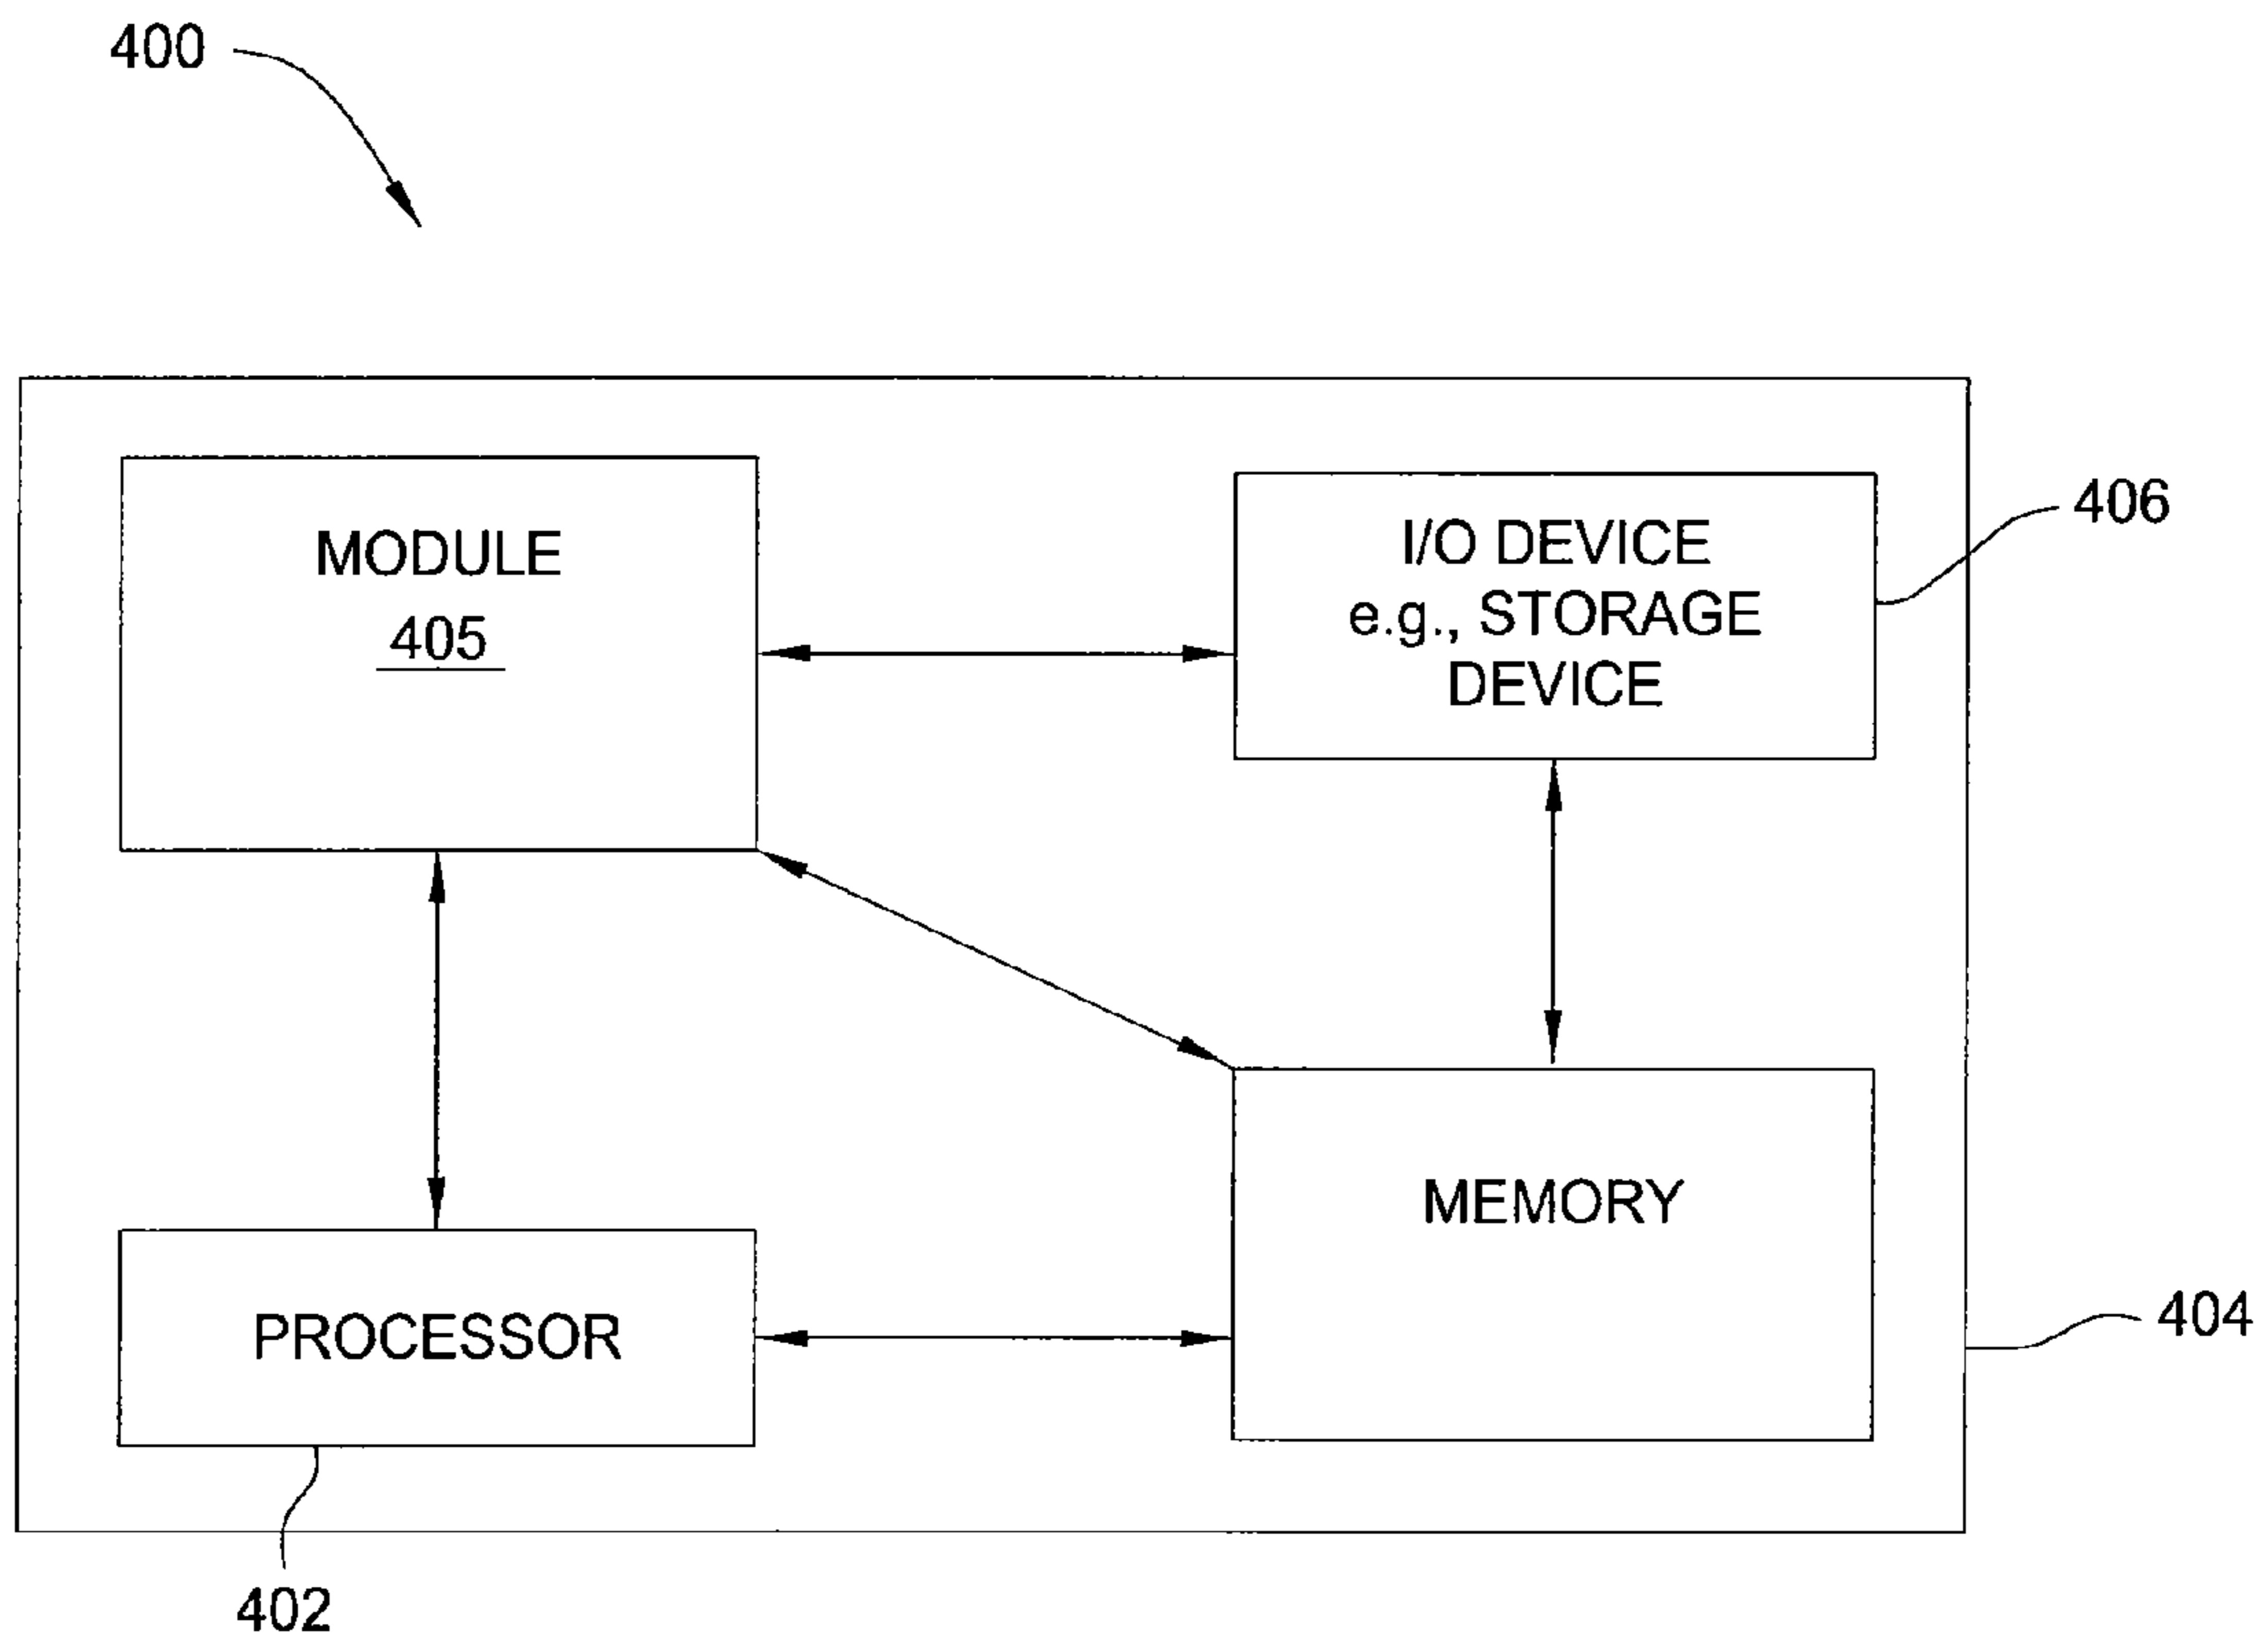 400
MODULE
405
I/O DEVICE
e.g., STORAGE
DEVICE
406
MEMORY
404
PROCESSOR
402